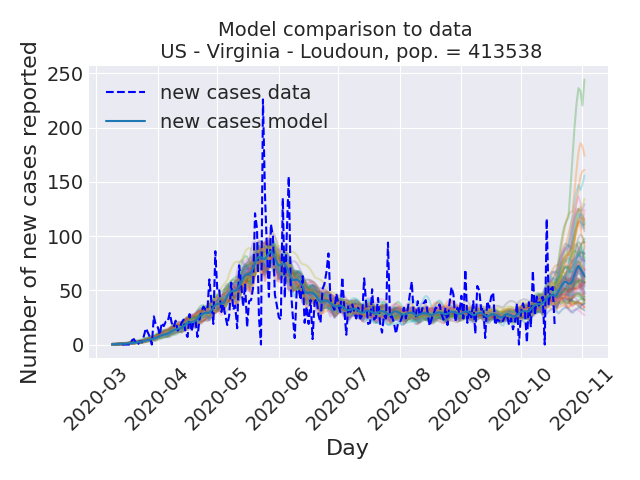 Model comparison to data
US - Virginia - Loudoun, pop. = 413538
Number of new cases reported
250
200
150
100
50
0
new cases data
new cases model
2020-03
2020-04
2020-05
2020-06
2020-07
2020-08
2020-09
2020-10
2020-11
Day